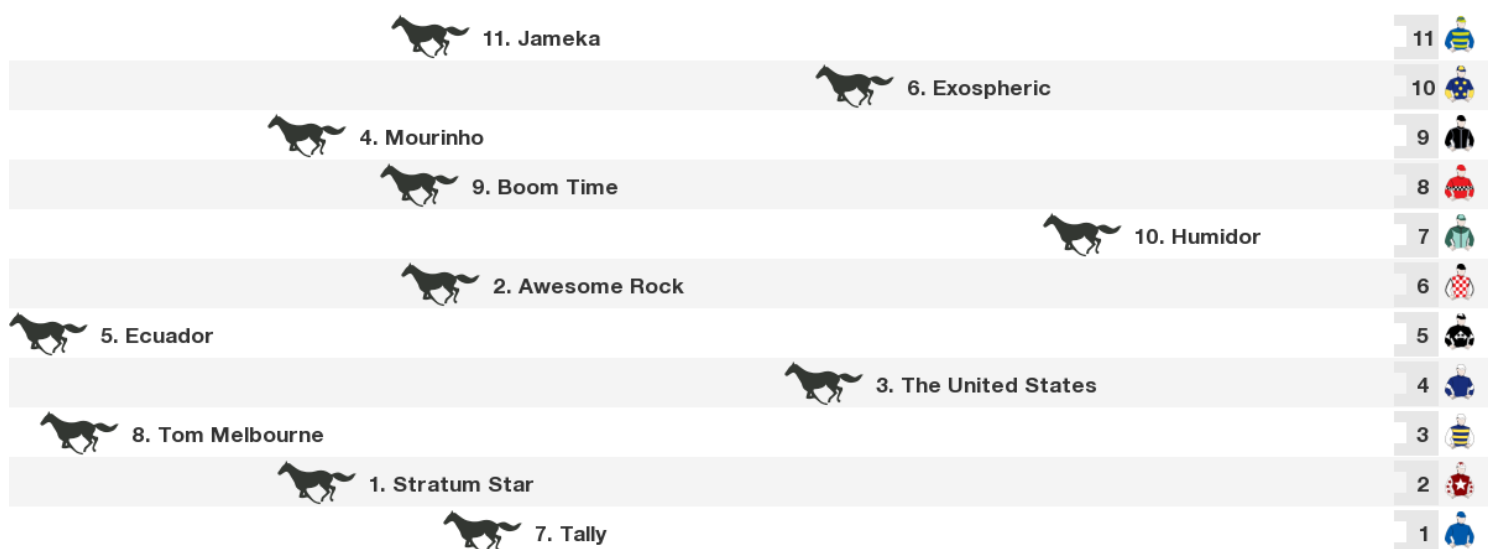 11. Jameka 11
6. Exospheric 10
4. Mourinho 9
9. Boom Time 8
10. Humidor 7
2. Awesome Rock 6
5. Ecuador 5
3. The United States 4
8. Tom Melbourne 3
1. Stratum Star 2
7. Tally 1